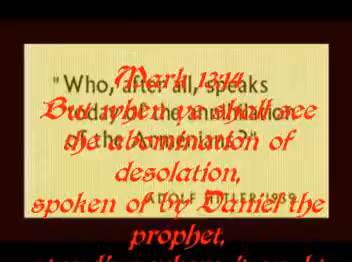 "Who, after all, speaks
today of the annihilation
of the Armenians?"
ADOLF HITLER 1939
Mark 13:14
But when ye shall see
the abomination of
desolation,
spoken of by Daniel the
prophet,